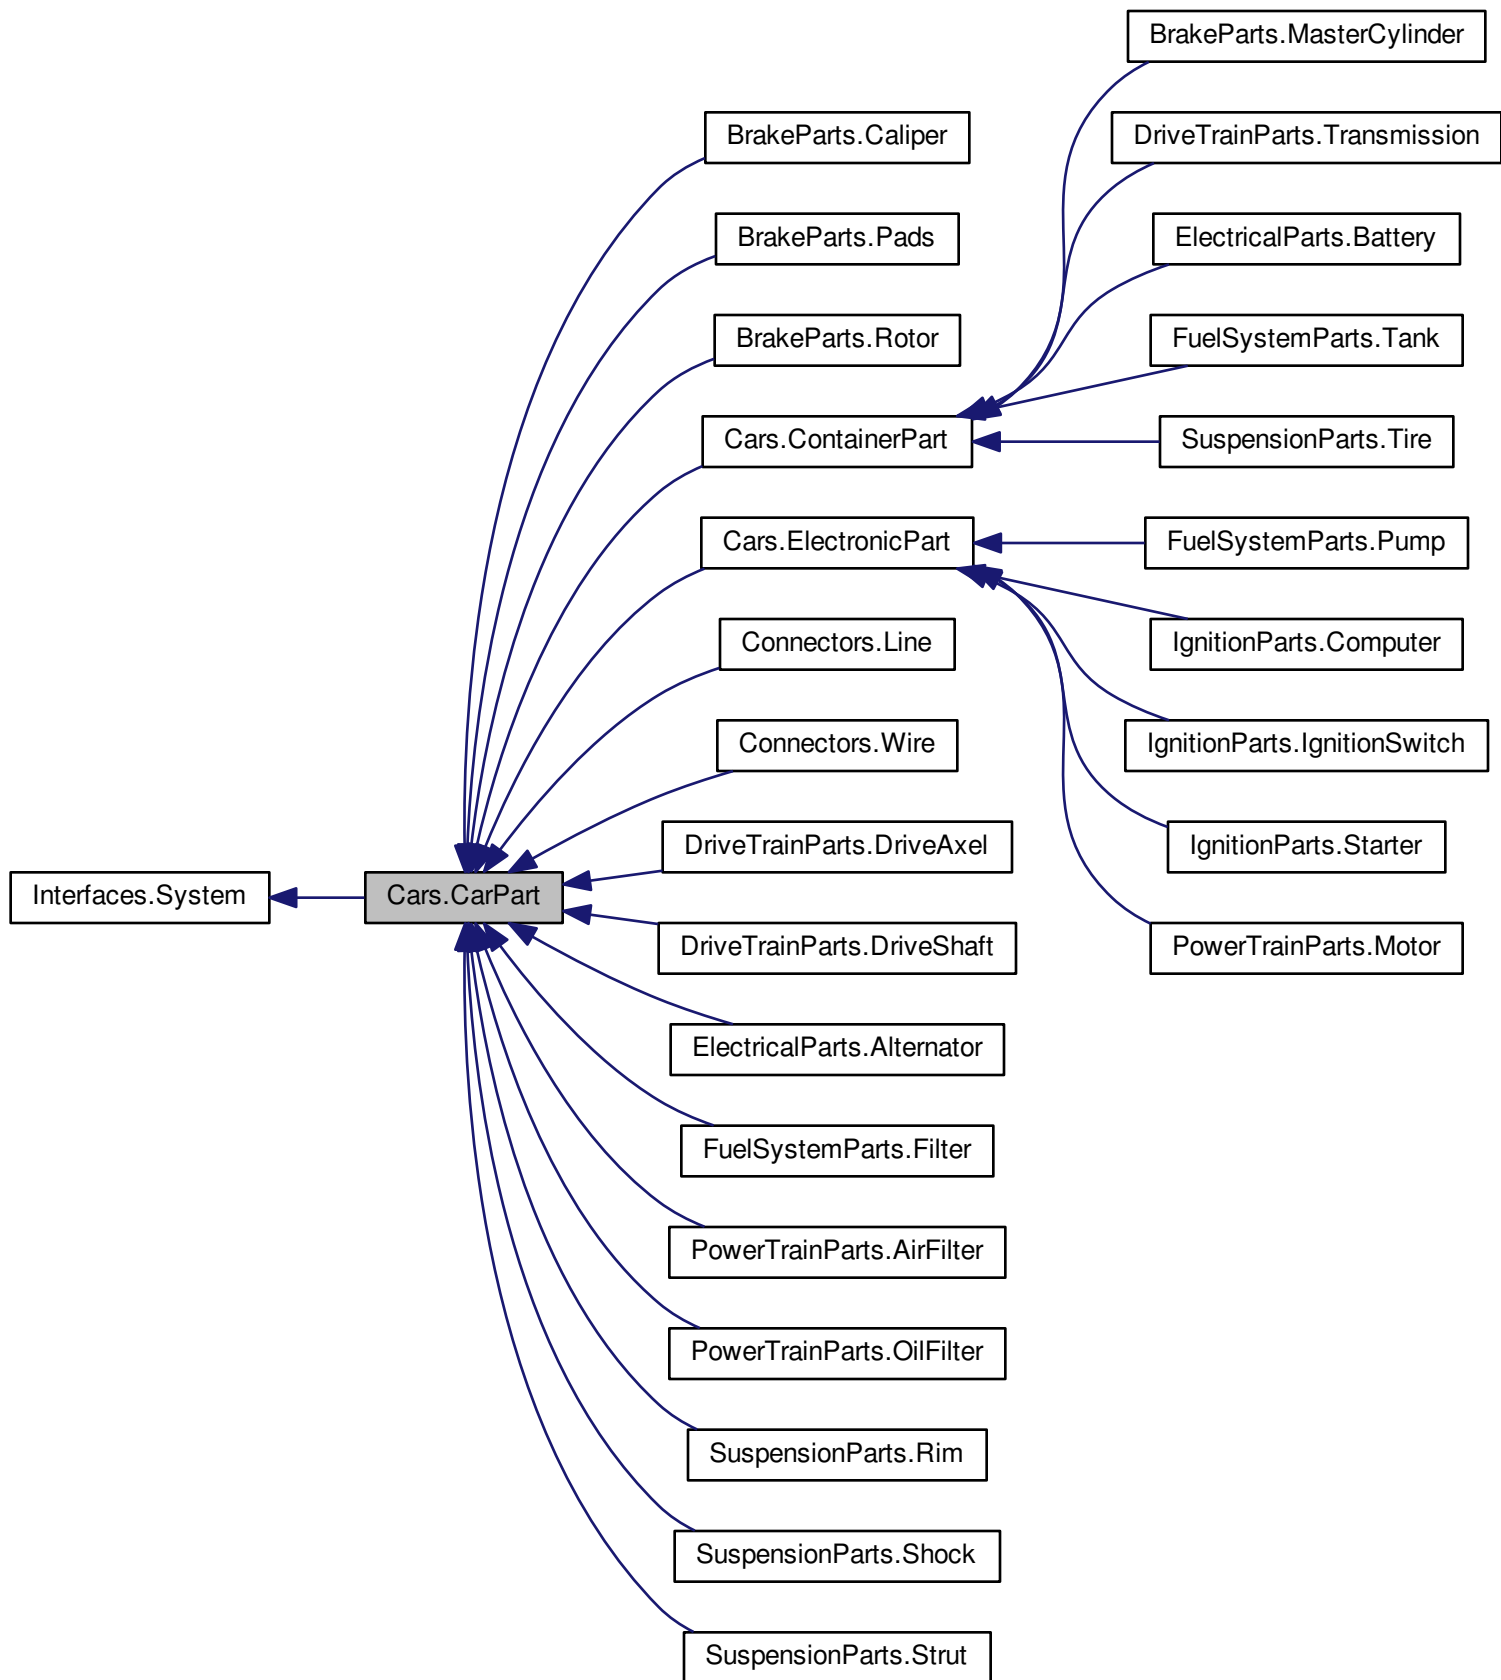 BrakeParts.MasterCylinder
BrakeParts.Caliper
DriveTrainParts.Transmission
BrakeParts.Pads
ElectricalParts.Battery
BrakeParts.Rotor
FuelSystemParts.Tank
Cars.ContainerPart
SuspensionParts.Tire
Cars.ElectronicPart
FuelSystemParts.Pump
Connectors.Line
IgnitionParts.Computer
Connectors.Wire
IgnitionParts.IgnitionSwitch
DriveTrainParts.DriveAxel
IgnitionParts.Starter
Interfaces.System
Cars.CarPart
DriveTrainParts.DriveShaft
PowerTrainParts.Motor
ElectricalParts.Alternator
FuelSystemParts.Filter
PowerTrainParts.AirFilter
PowerTrainParts.OilFilter
SuspensionParts.Rim
SuspensionParts.Shock
SuspensionParts.Strut